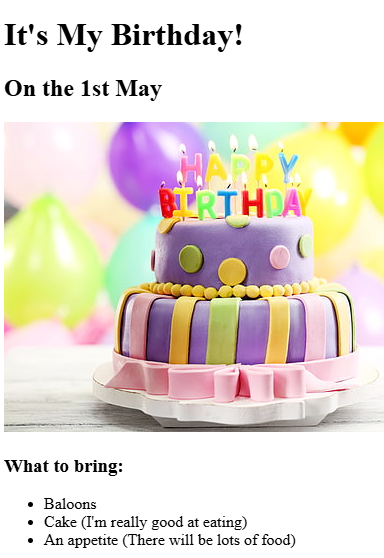 It's My Birthday!
On the 1st May
HAPPY
BIRTHDAY
What to bring:
Baloons
Cake (I'm really good at eating)
An appetite (There will be lots of food)